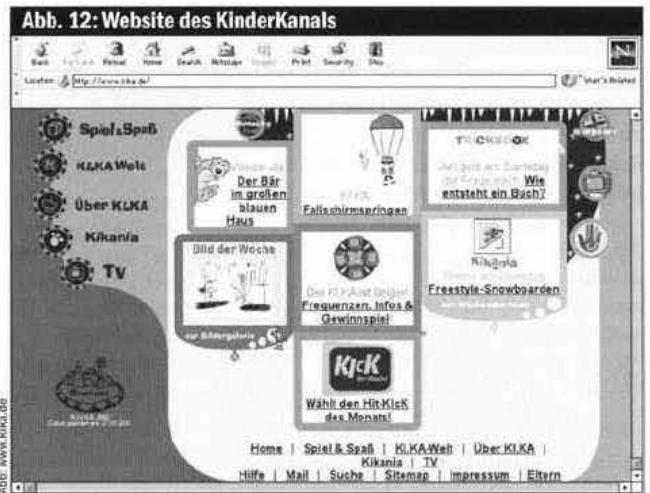 Abb. 12: Website des KinderKanals
Back
Reload
Home
Search
Netscape
Print
Security
Stop
N
Location:
http://www.kika.de/
What's Related
Spiel&Spaß
KI.KA Welt
Über KI.KA
Kikania
TV
Der Bär
im großen
blauen
Haus
Fallschirmspringen
Wie
entsteht ein Buch?
Bild der Woche
zur Bildergalerie
Frequenzen, Infos &
Gewinnspiel
Kikania
Freestyle-Snowboarden
KicK
Wählt den Hit-Kick
des Monats!
Home | Spiel & Spaß | KI.KA-Welt | Über KI.KA |
Kikania | TV
Hilfe | Mail | Suche | Sitemap | Impressum | Eltern
Abb: www.kika.de